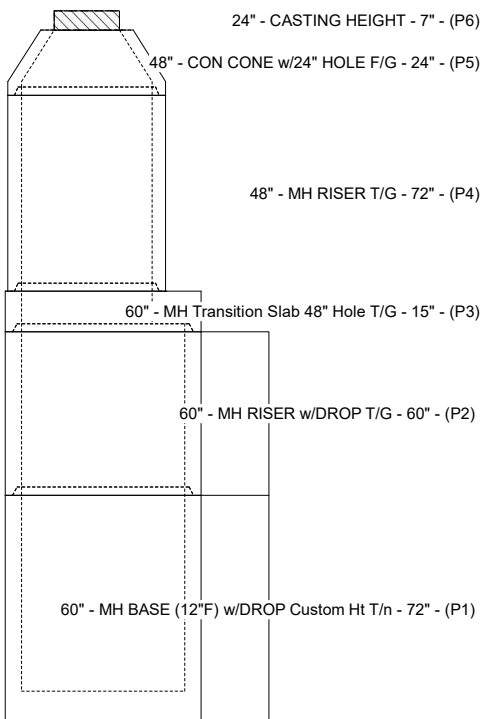 24" - CASTING HEIGHT - 7" - (P6)
48" - CON CONE w/24" HOLE F/G - 24" - (P5)
48" - MH RISER T/G - 72" - (P4)
60" - MH Transition Slab 48" Hole T/G - 15" - (P3)
60" - MH RISER w/DROP T/G - 60" - (P2)
60" - MH BASE (12"F) w/DROP Custom Ht T/n - 72" - (P1)